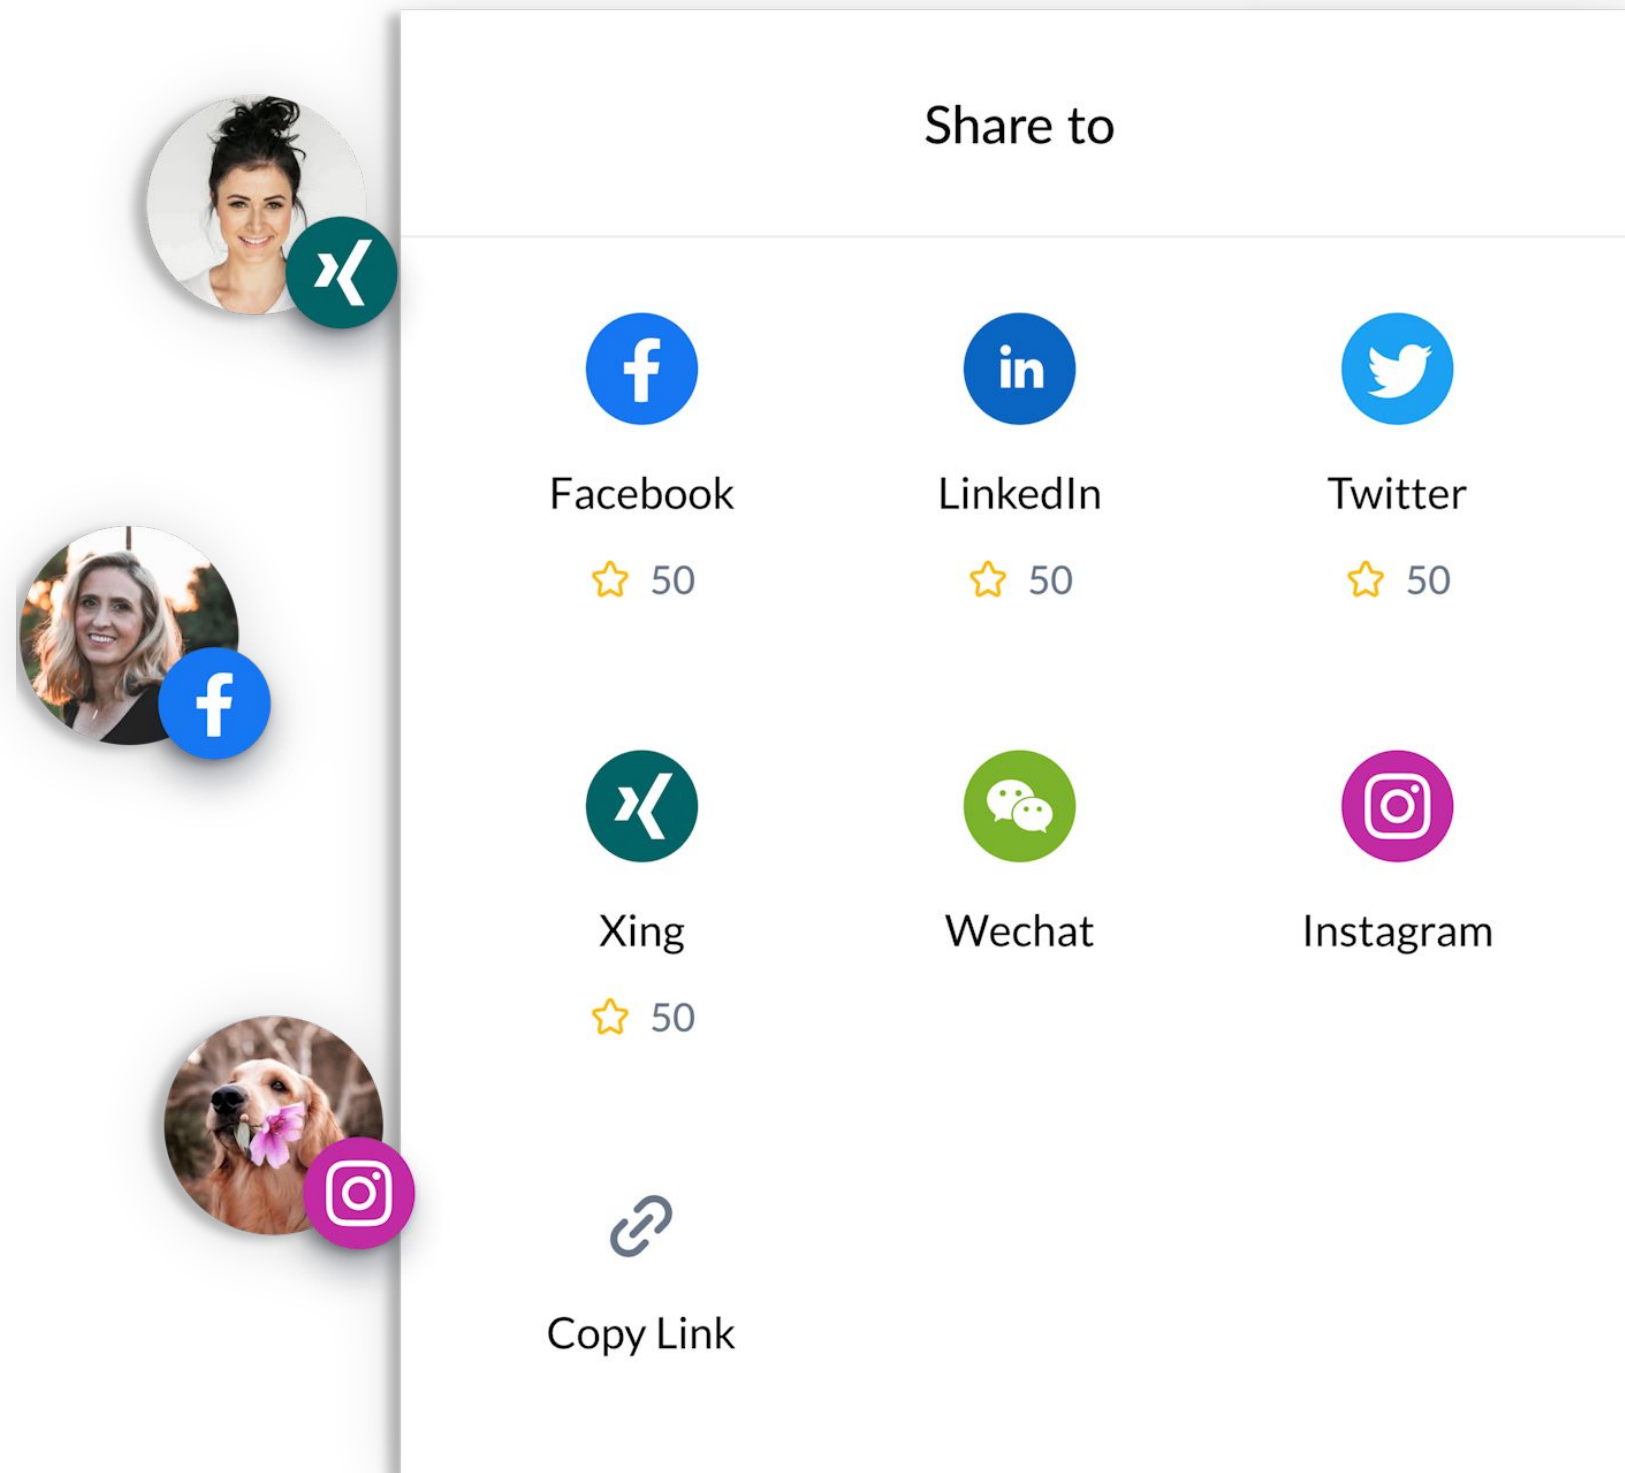 Share to
Facebook
LinkedIn
Twitter
50
50
50
Xing
Wechat
Instagram
50
Copy Link